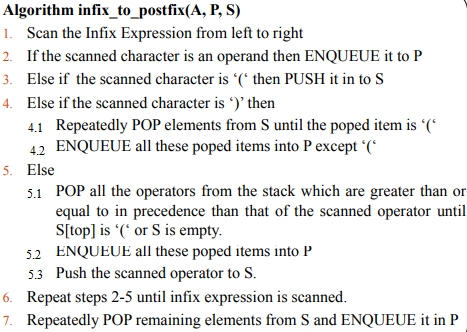 Algorithm infix_to_postfix(A, P, S)
1. Scan the Infix Expression from left to right
2. If the scanned character is an operand then ENQUEUE it to P
3. Else if the scanned character is ‘(‘ then PUSH it in to S
4. Else if the scanned character is ‘)’ then
4.1 Repeatedly POP elements from S until the poped item is ‘(‘
4.2 ENQUEUE all these poped items into P except ‘(‘
5. Else
5.1 POP all the operators from the stack which are greater than or
equal to in precedence than that of the scanned operator until
S[top] is ‘(‘ or S is empty.
5.2 ENQUEUE all these poped items into P
5.3 Push the scanned operator to S.
6. Repeat steps 2-5 until infix expression is scanned.
7. Repeatedly POP remaining elements from S and ENQUEUE it in P